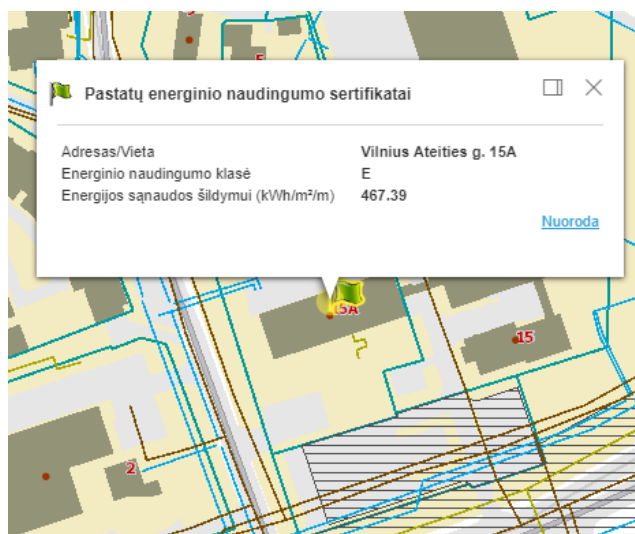 Pastatų energinio naudingumo sertifikatai
Adresas/Vieta Vilnius Ateities g. 15A
Energinio naudingumo klasė E
Energijos sąnaudos šildymui (kWh/m²/m) 467.39
Nuoroda
15A
15
2